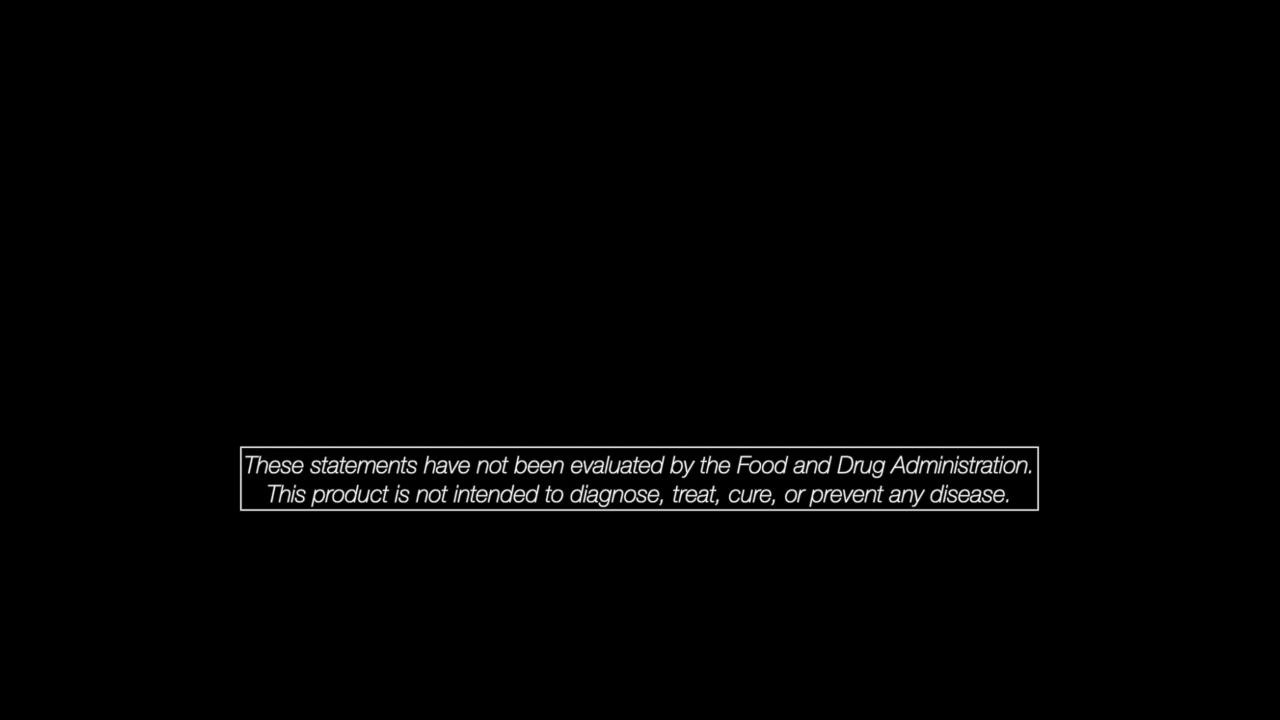 These statements have not been evaluated by the Food and Drug Administration.
This product is not intended to diagnose, treat, cure, or prevent any disease.